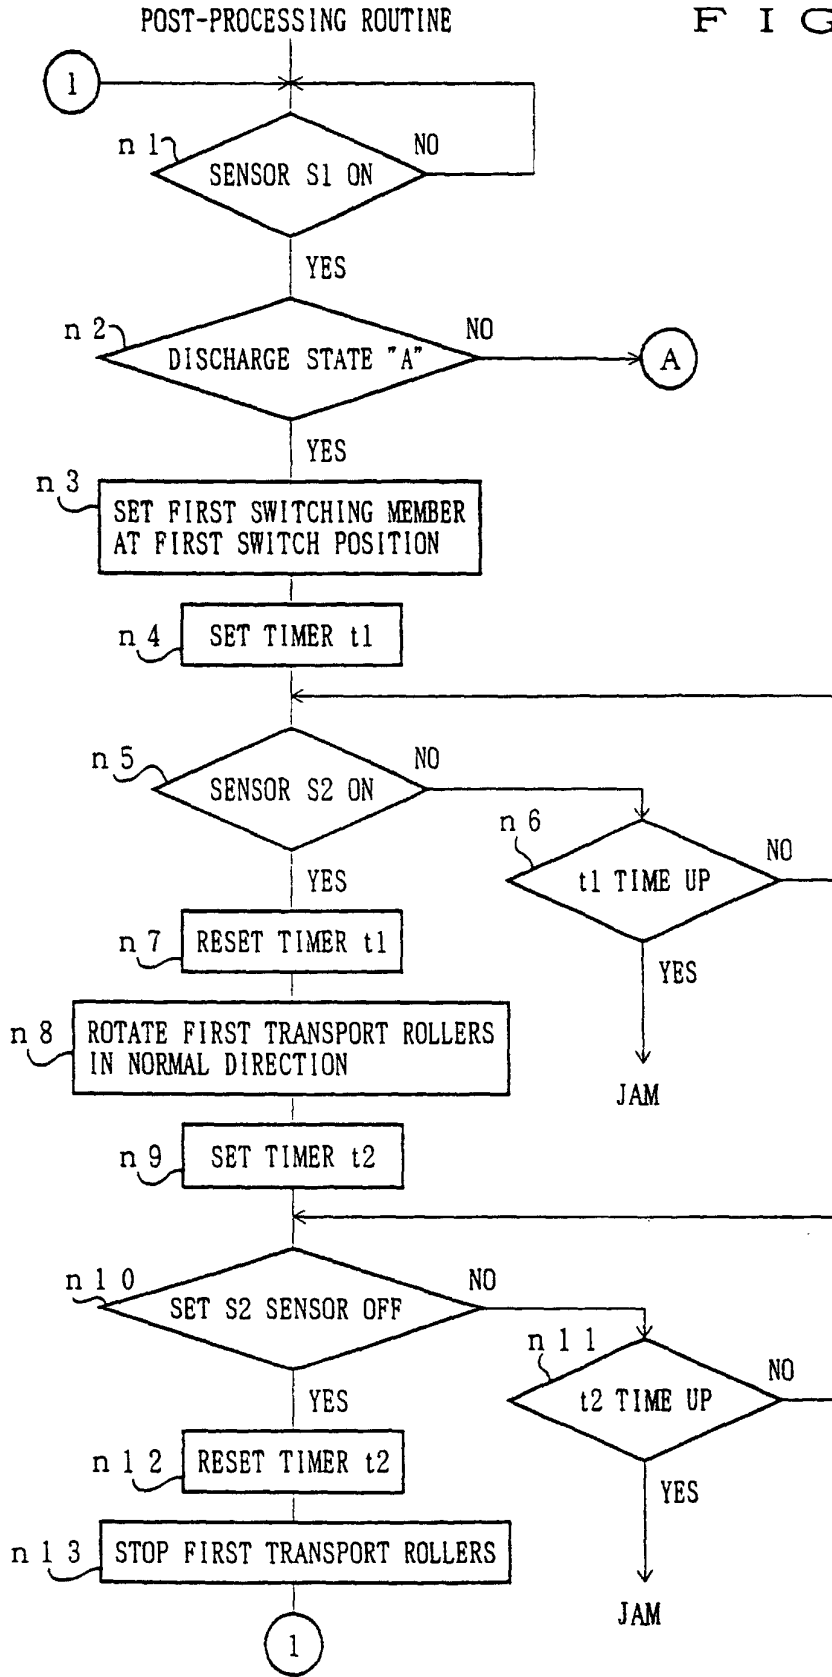 POST-PROCESSING ROUTINE
F I G
1
n 1
NO
SENSOR S1 ON
YES
n 2
NO
DISCHARGE STATE "A"
A
YES
n 3
SET FIRST SWITCHING MEMBER
AT FIRST SWITCH POSITION
n 4
SET TIMER t1
n 5
NO
SENSOR S2 ON
n 6
NO
t1 TIME UP
YES
n 7
RESET TIMER t1
YES
n 8
ROTATE FIRST TRANSPORT ROLLERS
IN NORMAL DIRECTION
JAM
n 9
SET TIMER t2
n 1 0
NO
SET S2 SENSOR OFF
n 1 1
NO
t2 TIME UP
YES
n 1 2
RESET TIMER t2
YES
n 1 3
STOP FIRST TRANSPORT ROLLERS
JAM
1